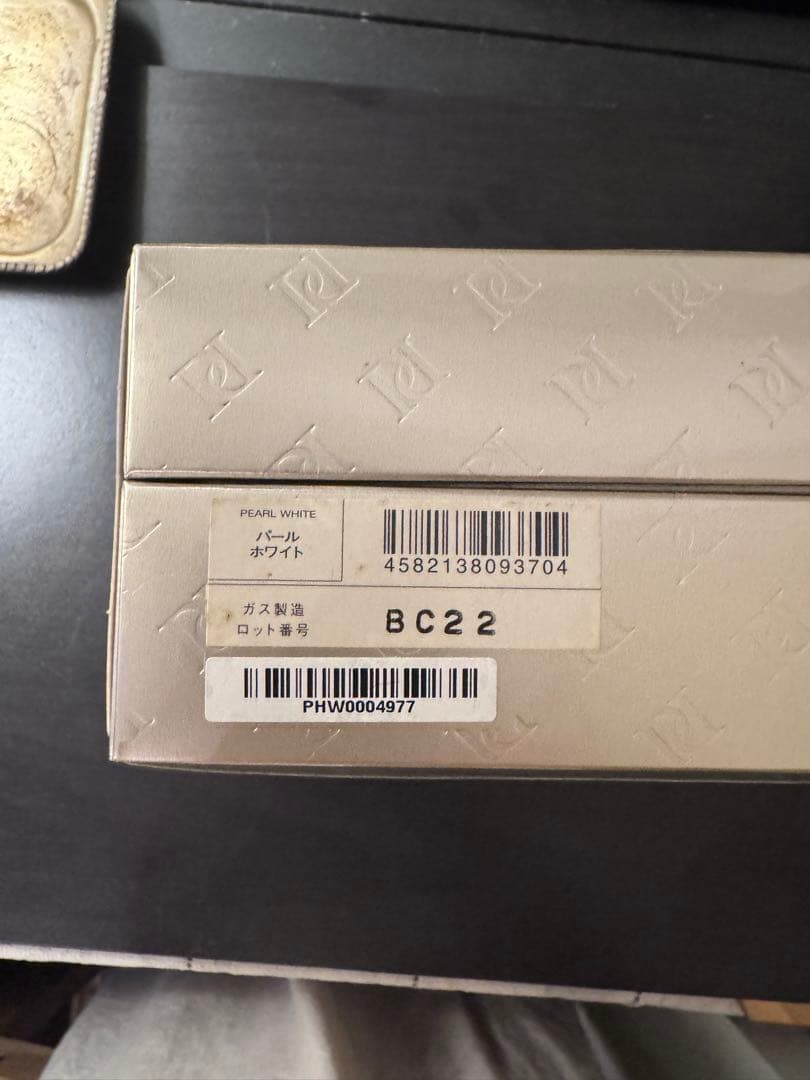 PEARL WHITE
パール
ホワイト
4582138093704
ガス製造
ロット番号
BC22
PHW0004977